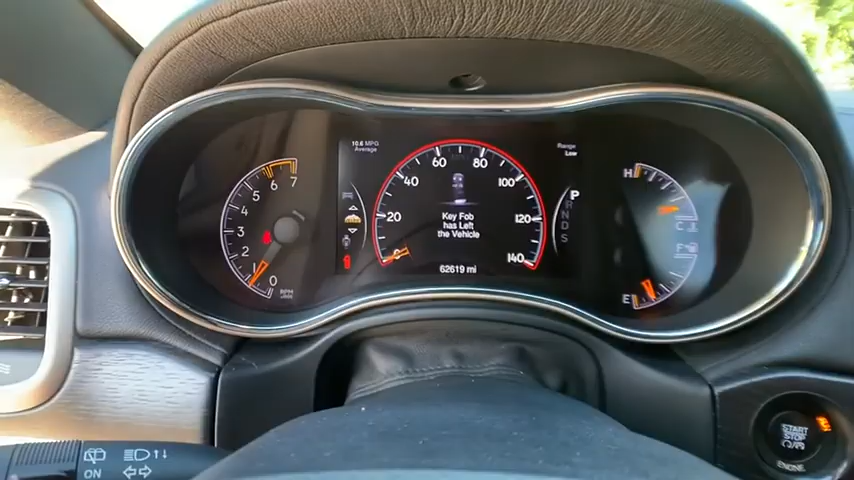 10.6 MPG
Average
Range
Low
0
1
2
3
4
5
6
7
RPM
x1000
20
40
60
80
100
120
140
Key Fob
has Left
the Vehicle
P
R
N
D
S
62619 mi
H
C
F
E
START
STOP
ENGINE
ON